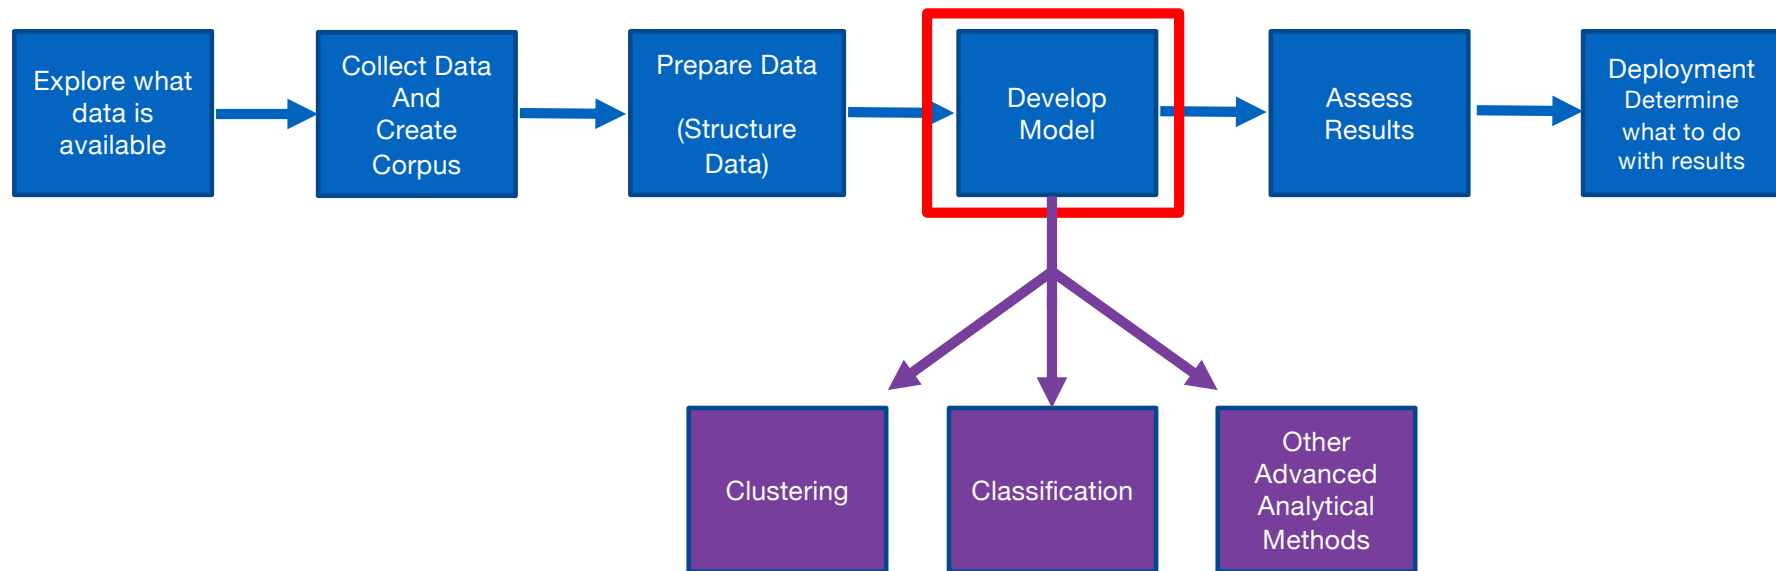 Explore what
data is
available
Collect Data
And
Create
Corpus
Prepare Data
(Structure
Data)
Develop
Model
Assess
Results
Deployment
Determine
what to do
with results
Clustering
Classification
Other
Advanced
Analytical
Methods